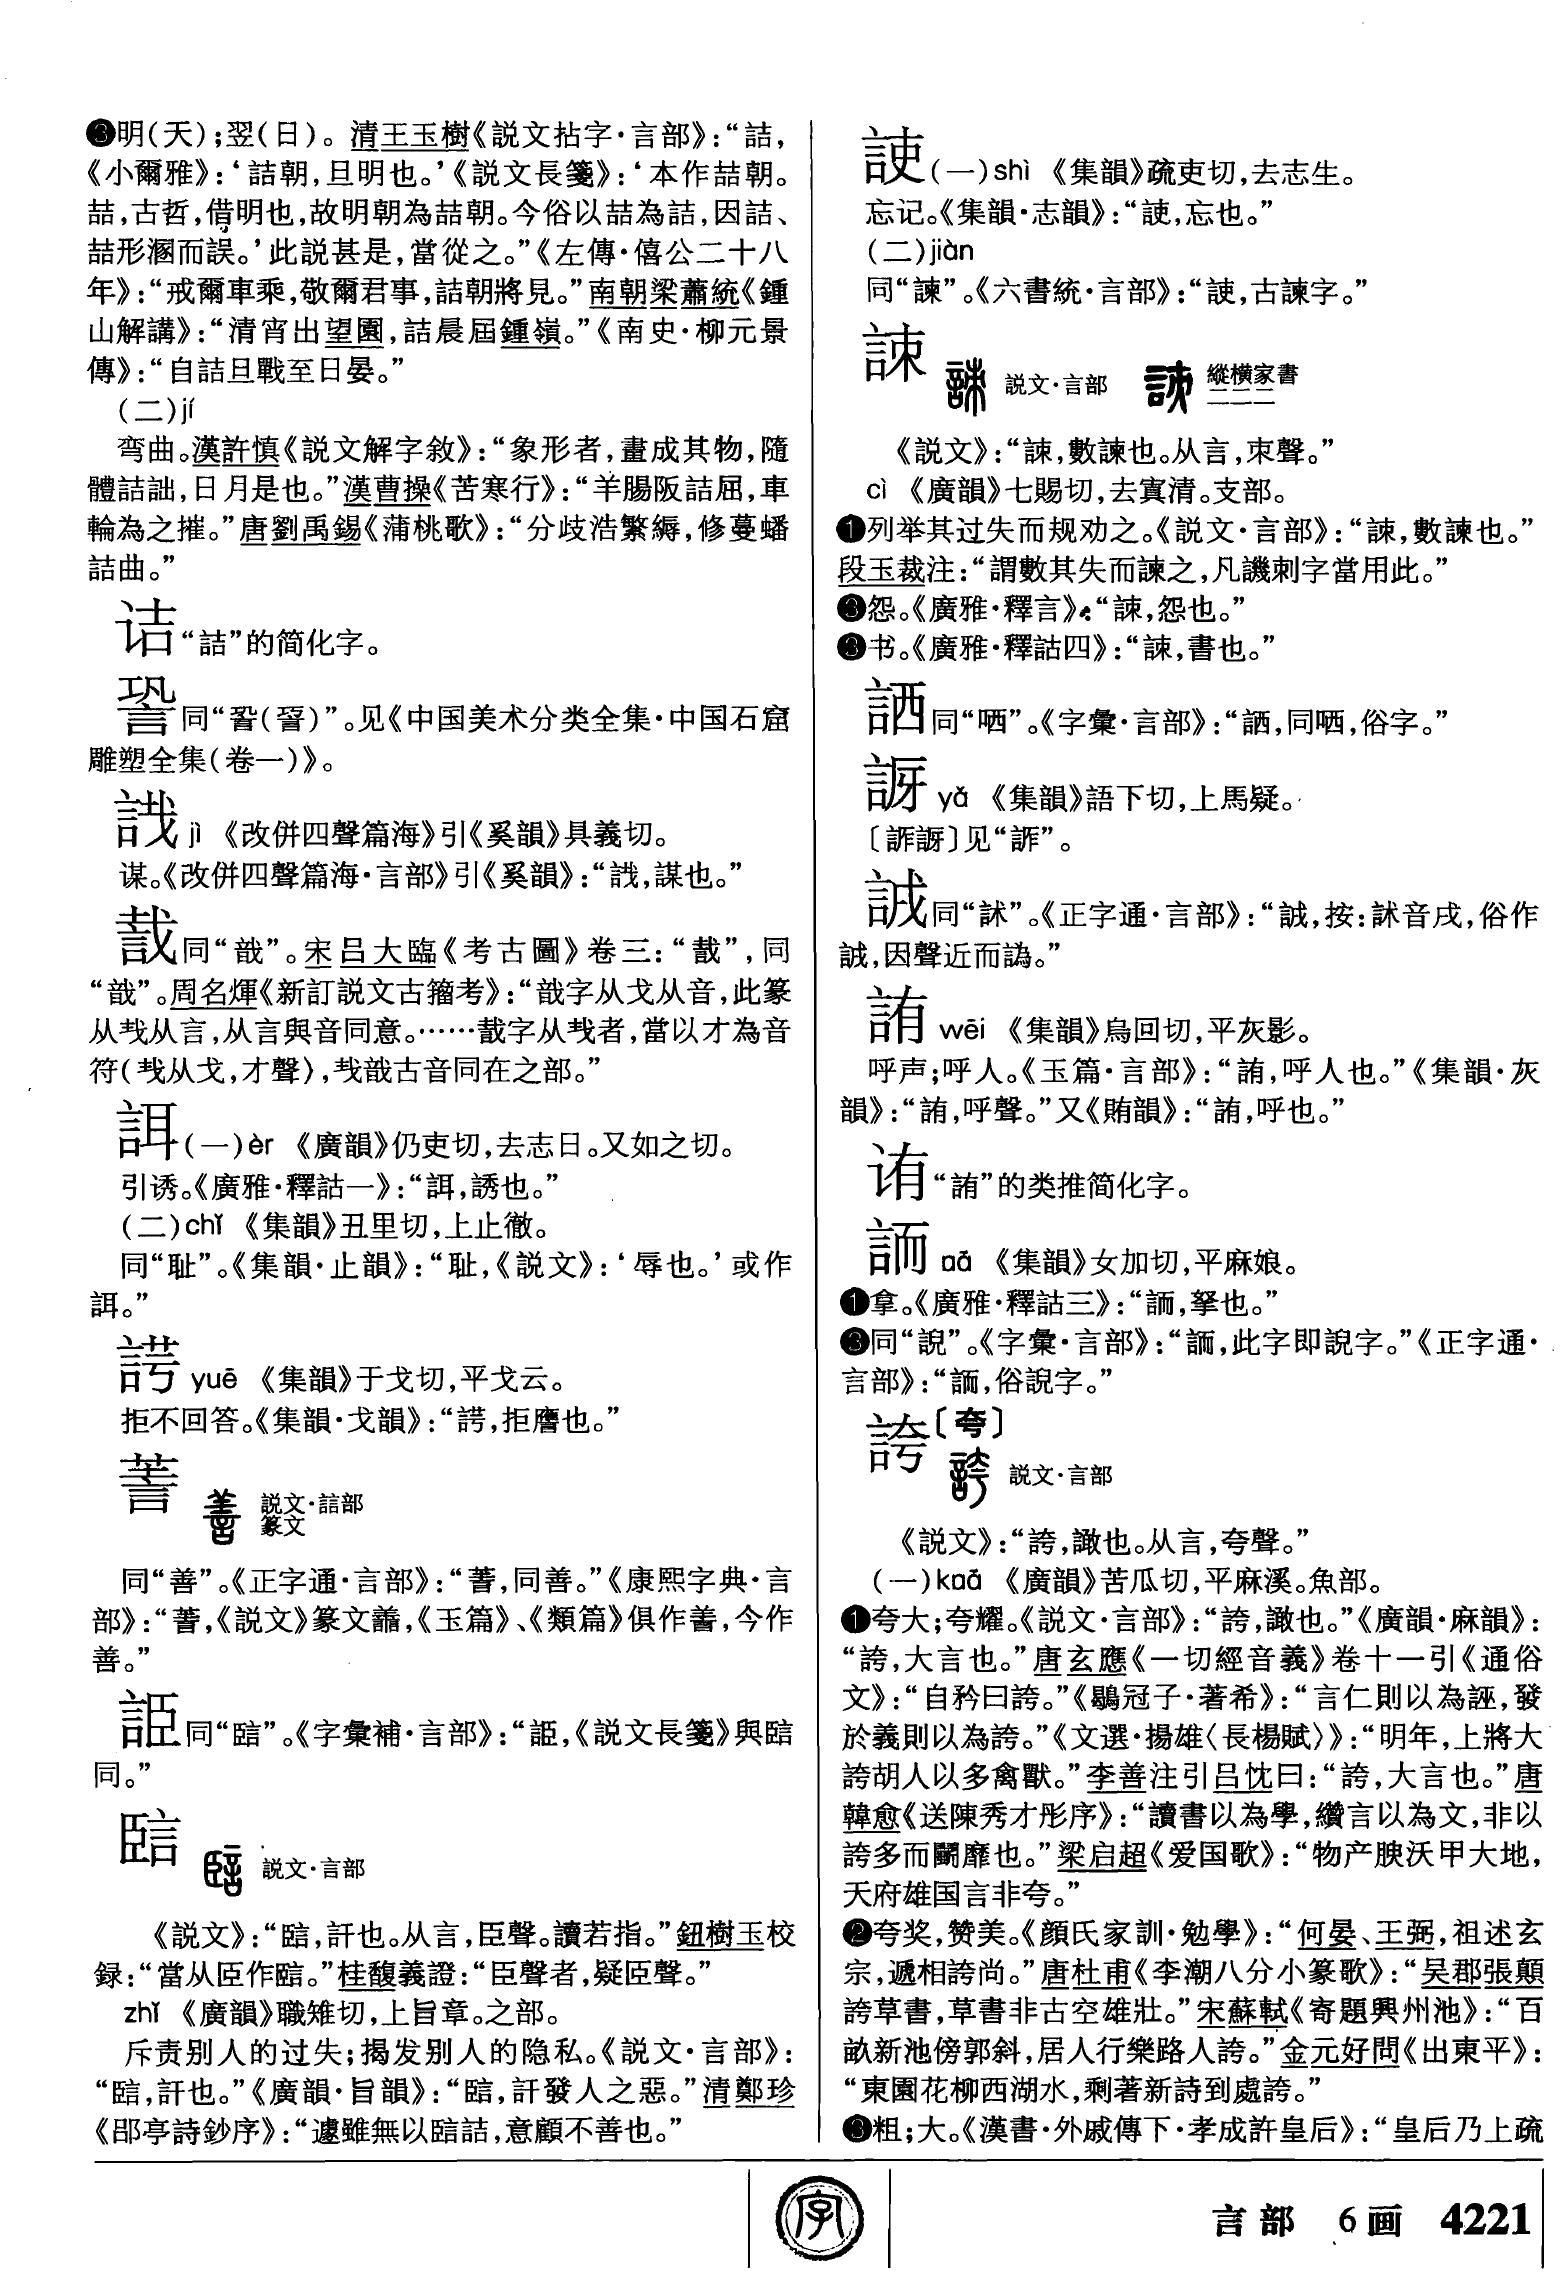 ❸明(天);翌(日)。清王玉樹《説文拈字·言部》:“詰,
《小爾雅》:‘詰朝,旦明也。’《説文長箋》:‘本作喆朝。
喆,古哲,借明也,故明朝為喆朝。今俗以喆為詰,因詰、
喆形溷而誤。’此説甚是,當從之。”《左傳·僖公二十八
年》:“戒爾車乘,敬爾君事,詰朝將見。”南朝梁蕭統《鍾
山解講》:“清宵出望園,詰晨屆鍾嶺。”《南史·柳元景
傳》:“自詰旦戰至日晏。”
(二)jí
弯曲。漢許慎《説文解字敘》:“象形者,畫成其物,隨
體詰詘,日月是也。”漢曹操《苦寒行》:“羊腸阪詰屈,車
輪為之摧。”唐劉禹錫《蒲桃歌》:“分歧浩繁縟,修蔓蟠
詰曲。”
诘“詰”的简化字。
同“䂻(謽)”。见《中国美术分类全集·中国石窟
雕塑全集(卷一)》。
jì 《改併四聲篇海》引《奚韻》具義切。
谋。《改併四聲篇海·言部》引《奚韻》:“,謀也。”
同“戠”。宋吕大臨《考古圖》卷三:“”,同
“戠”。周名煇《新訂説文古籀考》:“戠字从戈从音,此篆
从𢦏从言,从言與音同意。……字从𢦏者,當以才為音
符(𢦏从戈,才聲),𢦏戠古音同在之部。”
誀(一)èr 《廣韻》仍吏切,去志日。又如之切。
引诱。《廣雅·釋詁一》:“誀,誘也。”
(二)chǐ 《集韻》丑里切,上止徹。
同“耻”。《集韻·止韻》:“耻,《説文》:‘辱也。’或作
誀。”
yuē 《集韻》于戈切,平戈云。
拒不回答。《集韻·戈韻》:“,拒譍也。”
説文·誩部
篆文
同“善”。《正字通·言部》:“,同善。”《康熙字典·言
部》:“,《説文》篆文譱,《玉篇》、《類篇》俱作善,今作
善。”
同“𧥺”。《字彙補·言部》:“,《説文長箋》與
同。”
説文·言部
《説文》:“,訐也。从言,臣聲。讀若指。”鈕樹玉校
録:“當从𦣞作。”桂馥義證:“臣聲者,疑𦣞聲。”
zhǐ 《廣韻》職雉切,上旨章。之部。
斥责别人的过失;揭发别人的隐私。《説文·言部》:
“,訐也。”《廣韻·旨韻》:“,訐發人之惡。”清鄭珍
《郘亭詩鈔序》:“遽雖無以詰,意顧不善也。”
(一)shì 《集韻》疏吏切,去志生。
忘记。《集韻·志韻》:“,忘也。”
(二)jiàn
同“諫”。《六書統·言部》:“,古諫字。”
誎 説文·言部 縱横家書
二二二
《説文》:“誎,數諫也。从言,朿聲。”
cì 《廣韻》七賜切,去寘清。支部。
❶列举其过失而规劝之。《説文·言部》:“誎,數諫也。”
段玉裁注:“謂數其失而諫之,凡譏刺字當用此。”
❷怨。《廣雅·釋言》:“誎,怨也。”
❸书。《廣雅·釋詁四》:“誎,書也。”
同“哂”。《字彙·言部》:“,同哂,俗字。”
訝 yǎ 《集韻》語下切,上馬疑。
〔詐〕见“詐”。
同“訹”。《正字通·言部》:“,按:訹音戌,俗作
,因聲近而譌。”
詴 wēi 《集韻》烏回切,平灰影。
呼声;呼人。《玉篇·言部》:“,呼人也。”《集韻·灰
韻》:“,呼聲。”又《賄韻》:“,呼也。”
“”的类推简化字。
ná 《集韻》女加切,平麻娘。
❶拿。《廣雅·釋詁三》:“,拏也。”
❷同“説”。《字彙·言部》:“,此字即説字。”《正字通·
言部》:“,俗説字。”
誇〔夸〕
説文·言部
《説文》:“誇,譀也。从言,夸聲。”
(一)kuā 《廣韻》苦瓜切,平麻溪。魚部。
❶夸大;夸耀。《説文·言部》:“誇,譀也。”《廣韻·麻韻》:
“誇,大言也。”唐玄應《一切經音義》卷十一引《通俗
文》:“自矜曰誇。”《鶡冠子·著希》:“言仁則以為誣,發
於義則以為誇。”《文選·揚雄〈長楊賦〉》:“明年,上將大
誇胡人以多禽獸。”李善注引吕忱曰:“誇,大言也。”唐
韓愈《送陳秀才彤序》:“讀書以為學,纘言以為文,非以
誇多而鬭靡也。”梁启超《爱国歌》:“物产腴沃甲大地,
天府雄国言非夸。”
❷夸奖,赞美。《顔氏家訓·勉學》:“何晏、王弼,祖述玄
宗,遞相誇尚。”唐杜甫《李潮八分小篆歌》:“吴郡張顛
誇草書,草書非古空雄壯。”宋蘇軾《寄題興州池》:“百
畝新池傍郭斜,居人行樂路人誇。”金元好問《出東平》:
“東園花柳西湖水,剩著新詩到處誇。”
❸粗;大。《漢書·外戚傳下·孝成許皇后》:“皇后乃上疏
字
言部 6画 4221